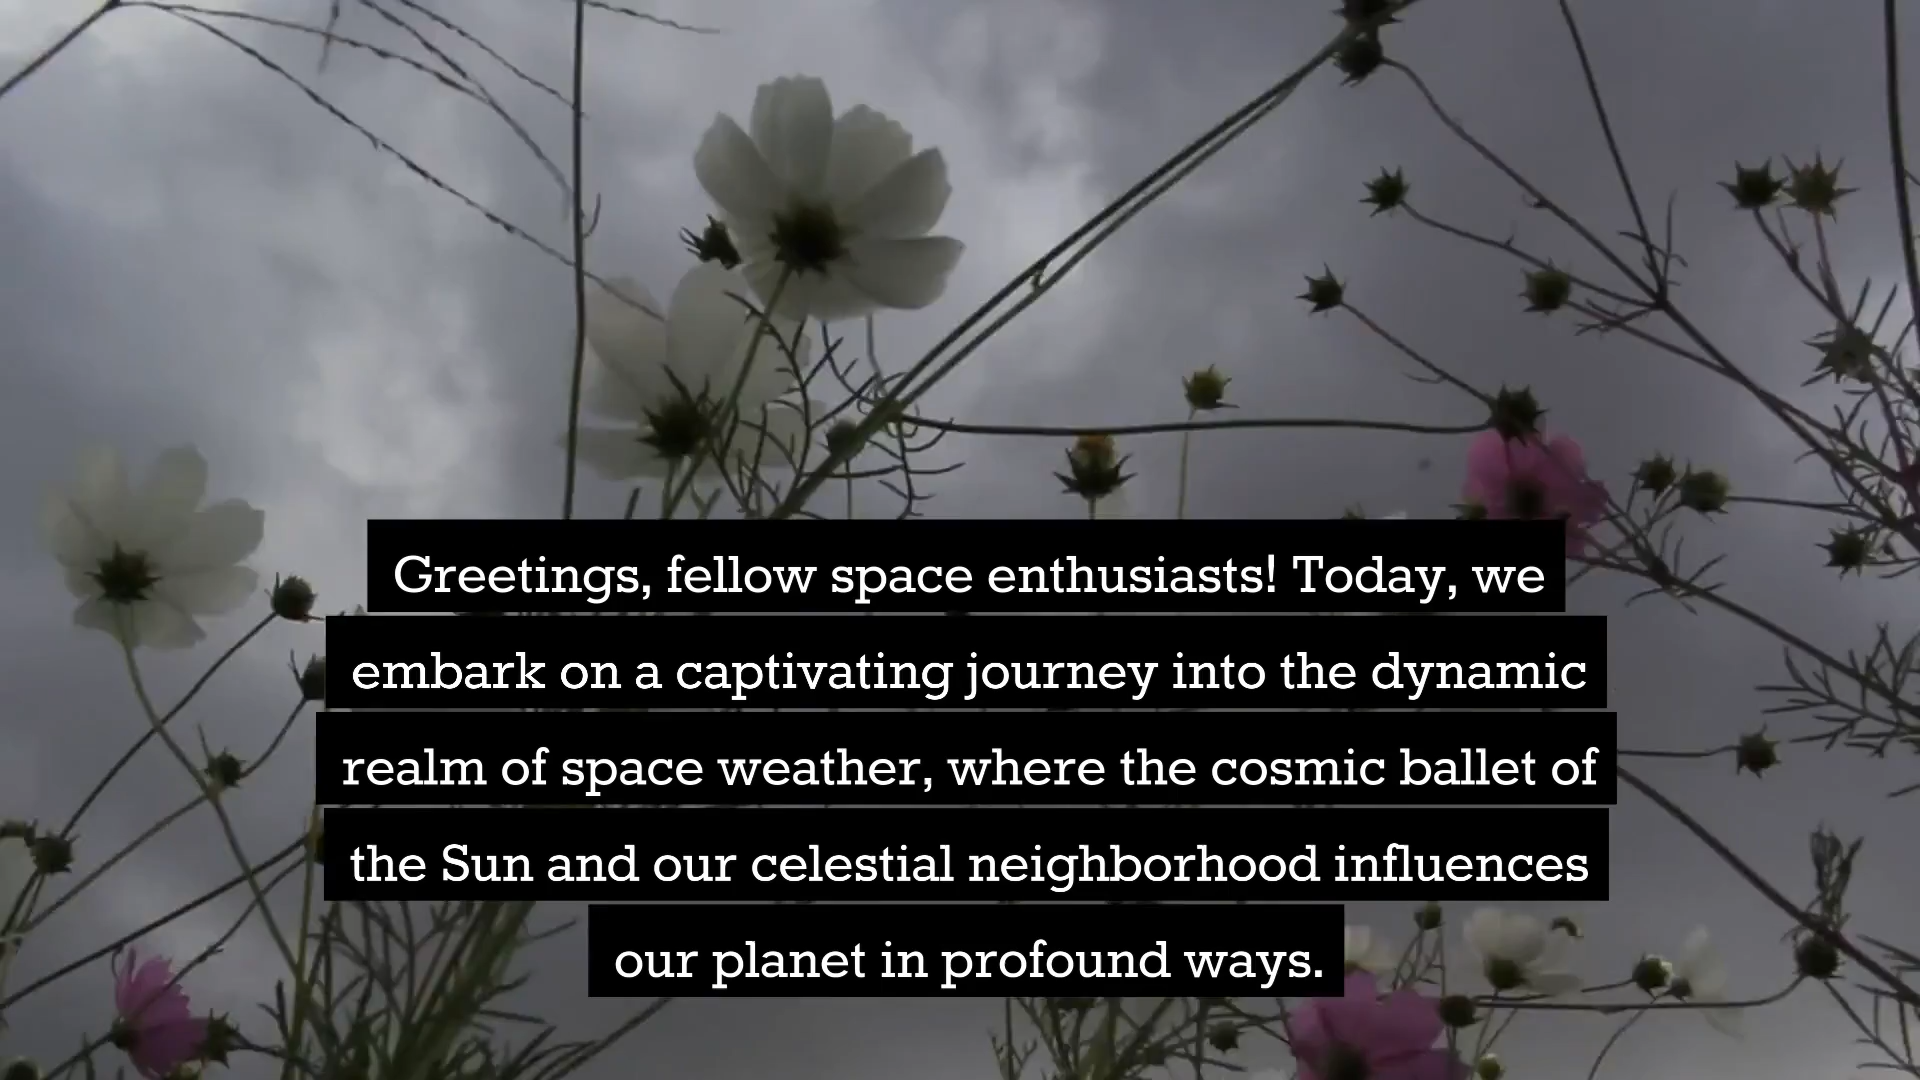 Greetings, fellow space enthusiasts! Today, we
embark on a captivating journey into the dynamic
realm of space weather, where the cosmic ballet of
the Sun and our celestial neighborhood influences
our planet in profound ways.